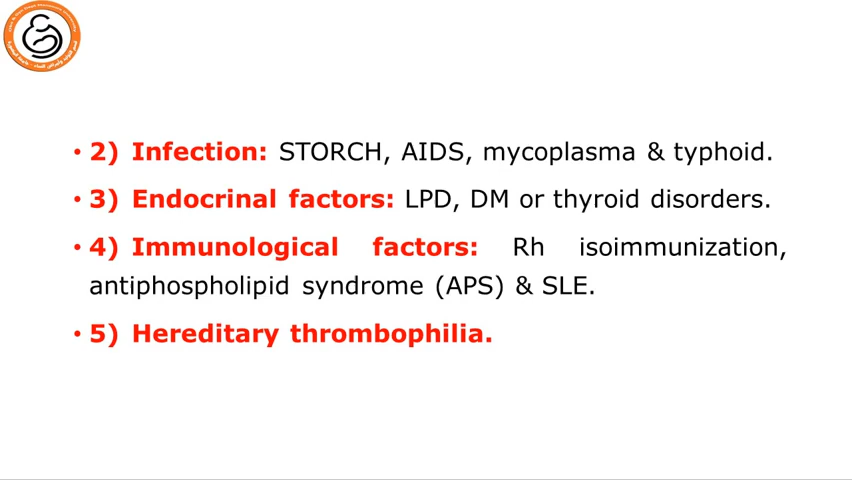 • 2) Infection: STORCH, AIDS, mycoplasma & typhoid.
• 3) Endocrinal factors: LPD, DM or thyroid disorders.
• 4) Immunological factors: Rh isoimmunization,
antiphospholipid syndrome (APS) & SLE.
• 5) Hereditary thrombophilia.